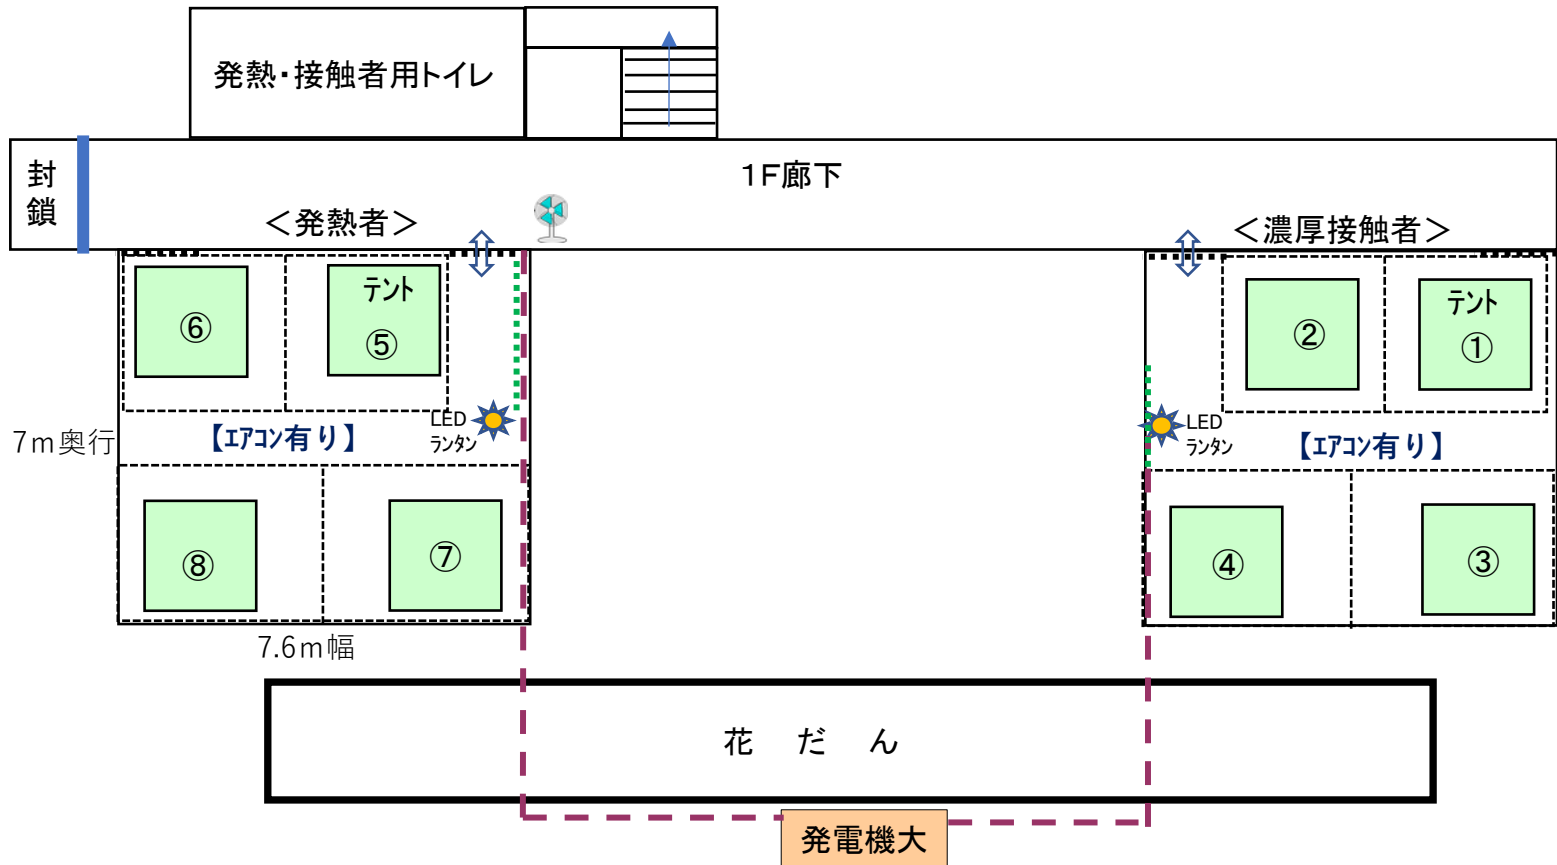 発熱・接触者用トイレ
封
鎖
1F廊下
＜発熱者＞
＜濃厚接触者＞
⑥
テント
⑤
②
テント
①
LED
ランタン
【エアコン有り】
7ｍ奥行
LED
ランタン
【エアコン有り】
⑧
⑦
④
③
7.6ｍ幅
花　だ　ん
発電機大